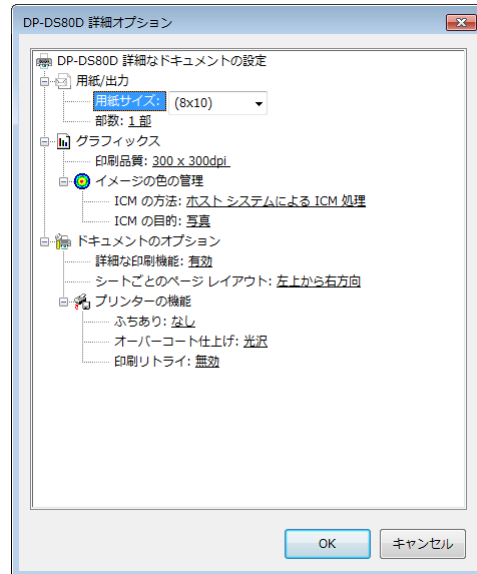 DP-DS80D 詳細オプション
DP-DS80D 詳細なドキュメントの設定
用紙/出力
用紙サイズ: (8x10)
部数: 1 部
グラフィックス
印刷品質: 300 x 300dpi
イメージの色の管理
ICM の方法: ホスト システムによる ICM 処理
ICM の目的: 写真
ドキュメントのオプション
詳細な印刷機能: 有効
シートごとのページ レイアウト: 左上から右方向
プリンターの機能
ふちあり: なし
オーバーコート仕上げ: 光沢
印刷リトライ: 無効
OK キャンセル